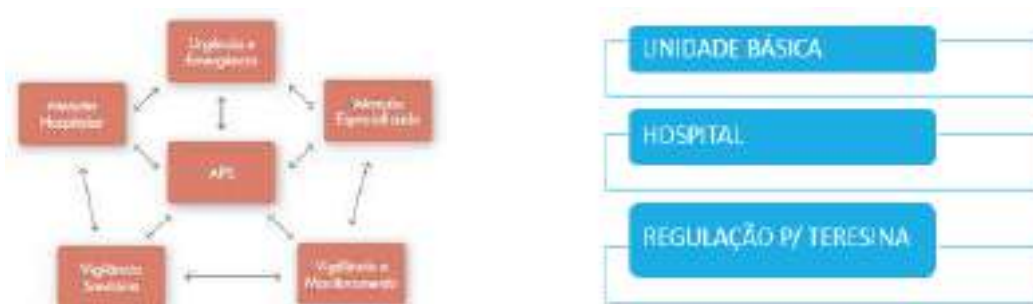 Urgência e
Emergência
Atenção
Hospitalar
Atenção
Especializada
APS
Vigilância
Sanitária
Vigilância e
Monitoramento
UNIDADE BÁSICA
HOSPITAL
REGULAÇÃO P/ TERESINA